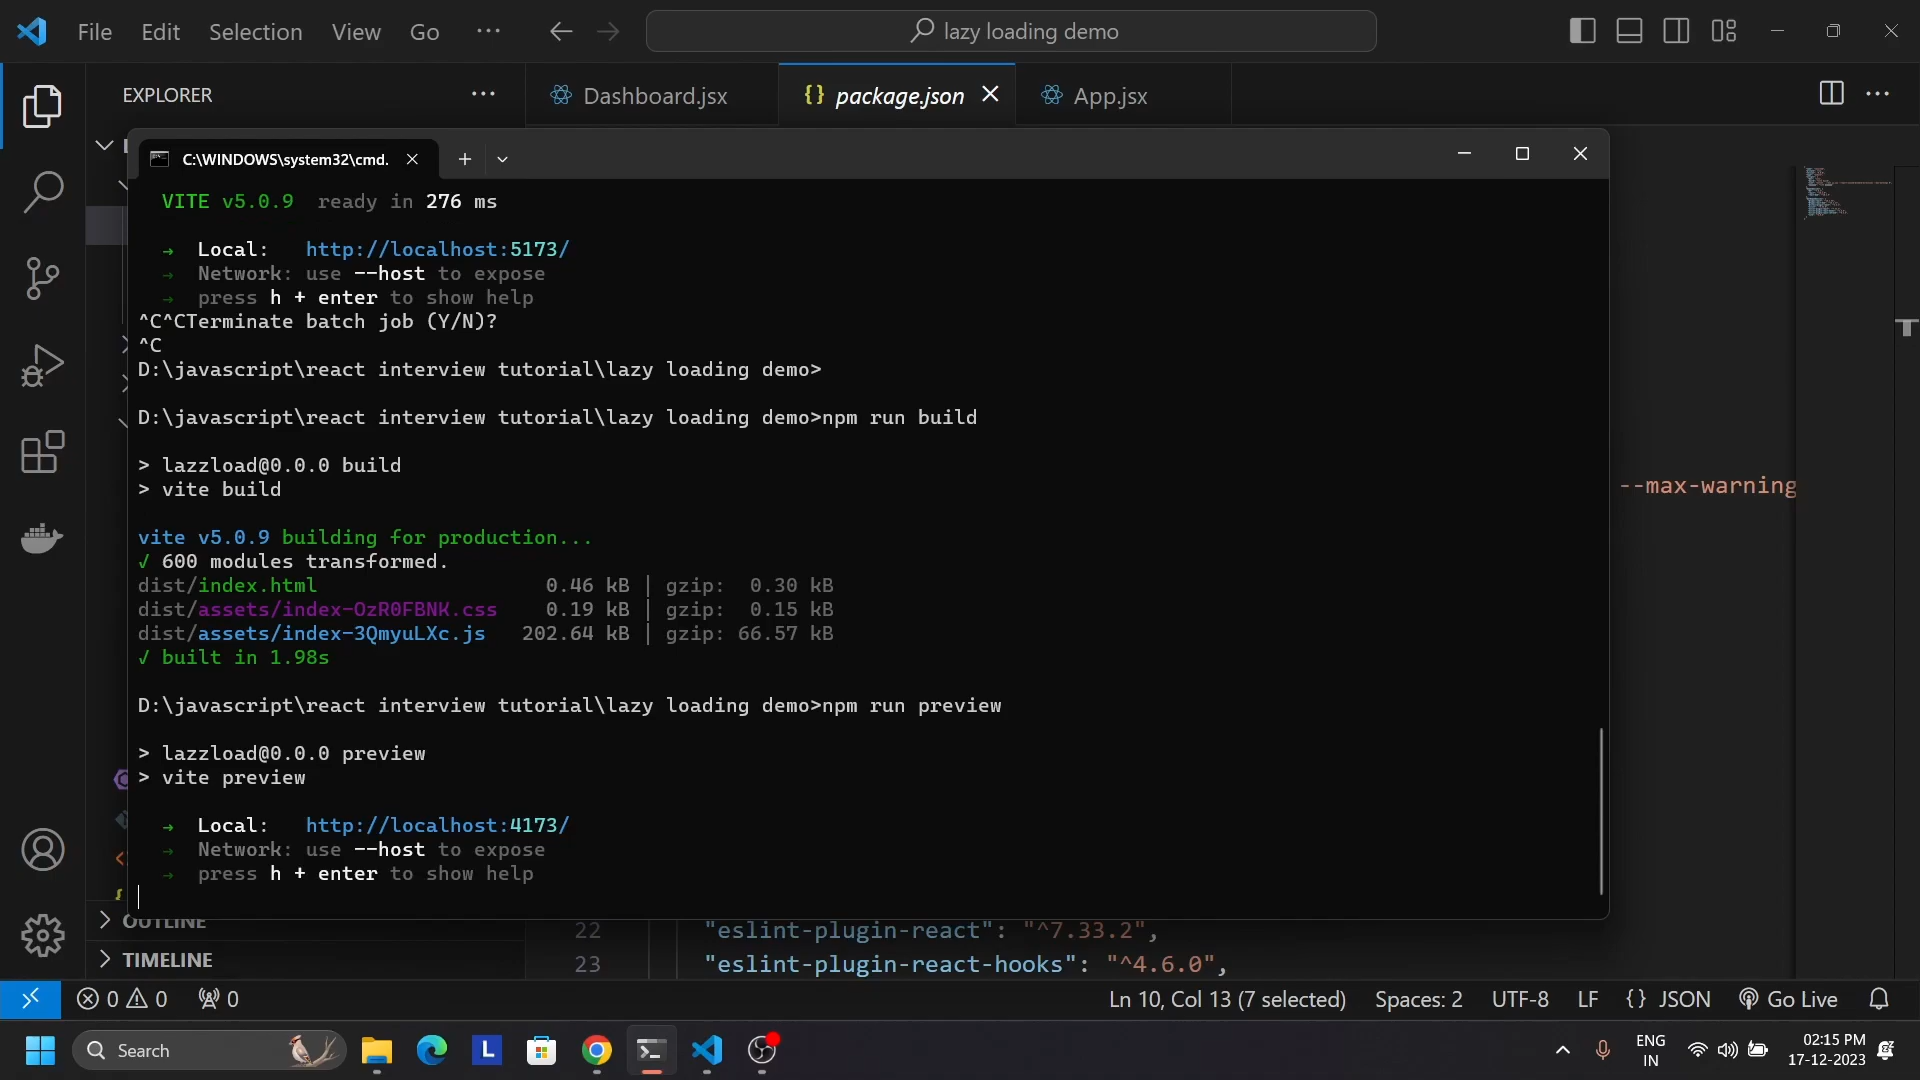 File Edit Selection View Go ··· lazy loading demo
EXPLORER ···
Dashboard.jsx
{} package.json
App.jsx
C:\WINDOWS\system32\cmd.
VITE v5.0.9 ready in 276 ms
→ Local: http://localhost:5173/
→ Network: use --host to expose
→ press h + enter to show help
^C^CTerminate batch job (Y/N)?
^C
D:\javascript\react interview tutorial\lazy loading demo>
D:\javascript\react interview tutorial\lazy loading demo>npm run build
> lazzload@0.0.0 build
> vite build
vite v5.0.9 building for production...
√ 600 modules transformed.
dist/index.html 0.46 kB | gzip: 0.30 kB
dist/assets/index-OzR0FBNK.css 0.19 kB | gzip: 0.15 kB
dist/assets/index-3QmyuLXc.js 202.64 kB | gzip: 66.57 kB
√ built in 1.98s
D:\javascript\react interview tutorial\lazy loading demo>npm run preview
> lazzload@0.0.0 preview
> vite preview
→ Local: http://localhost:4173/
→ Network: use --host to expose
→ press h + enter to show help
--max-warning
OUTLINE
TIMELINE
22 "eslint-plugin-react": "^7.33.2",
23 "eslint-plugin-react-hooks": "^4.6.0",
0 0 0 Ln 10, Col 13 (7 selected) Spaces: 2 UTF-8 LF {} JSON Go Live
Search
L
ENG
IN
02:15 PM
17-12-2023